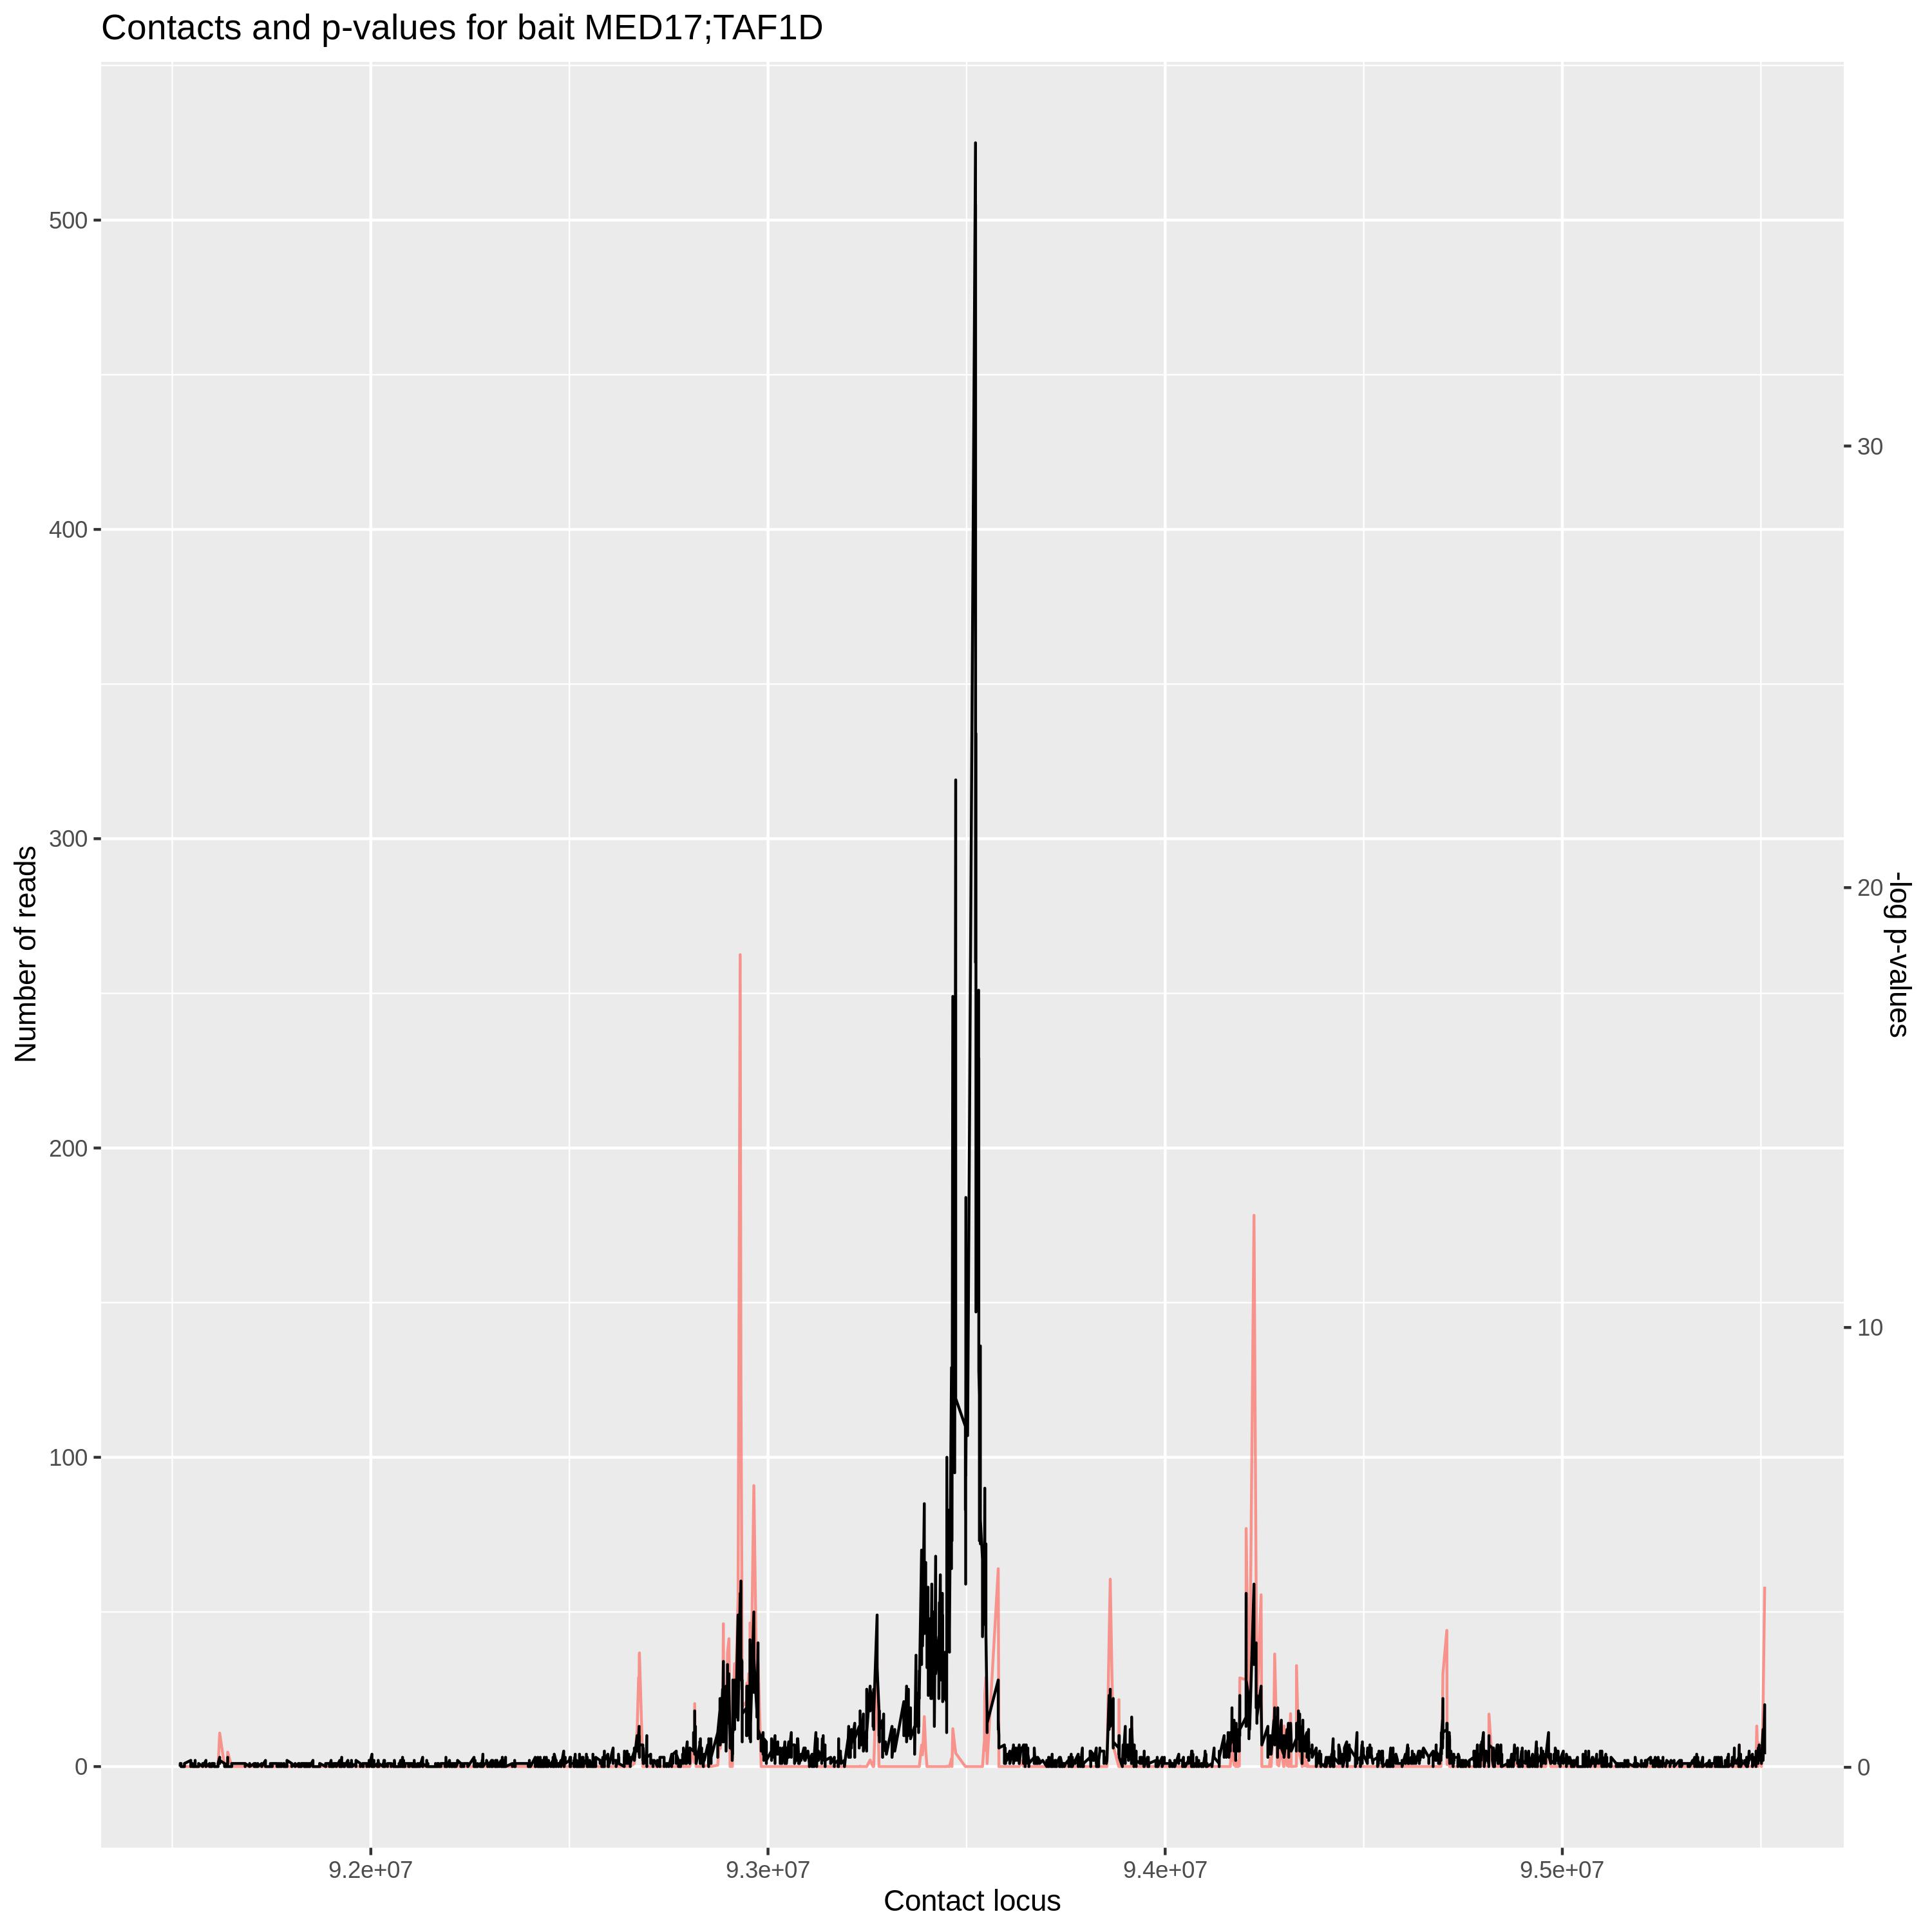 Contacts and p-values for bait MED17;TAF1D
500
400
300
200
100
0
Number of reads
30
20
10
0
-log p-values
9.2e+07
9.3e+07
9.4e+07
9.5e+07
Contact locus